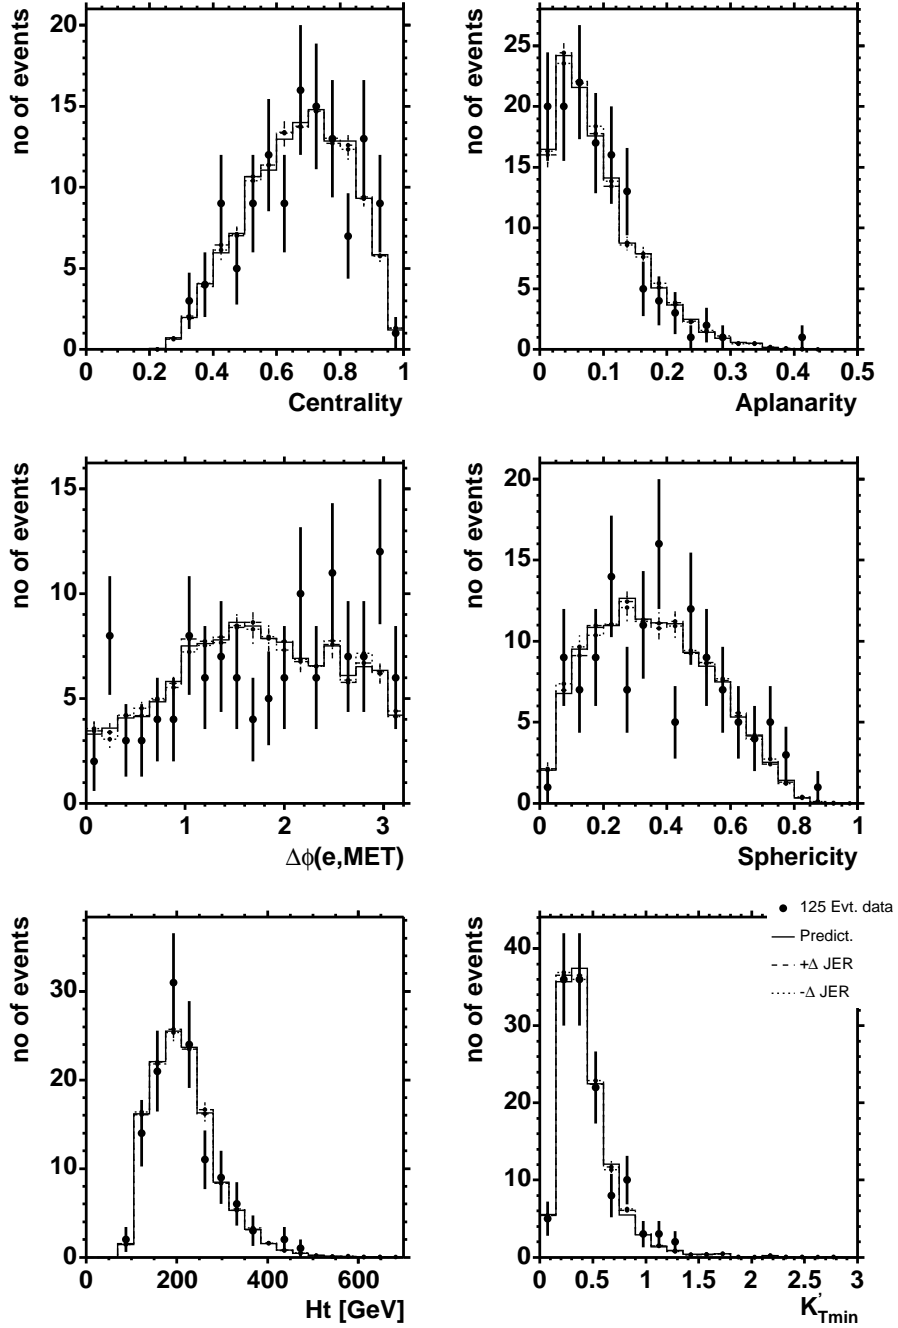 no of events
20
15
10
5
0
0 0.2 0.4 0.6 0.8 1
Centrality
no of events
25
20
15
10
5
0
0 0.1 0.2 0.3 0.4 0.5
Aplanarity
no of events
15
10
5
0
0 1 2 3
Δϕ(e,MET)
no of events
20
15
10
5
0
0 0.2 0.4 0.6 0.8 1
Sphericity
no of events
30
20
10
0
0 200 400 600
Ht [GeV]
no of events
40
30
20
10
0
0 0.5 1 1.5 2 2.5 3
K'Tmin
125 Evt. data
Predict.
+Δ JER
-Δ JER